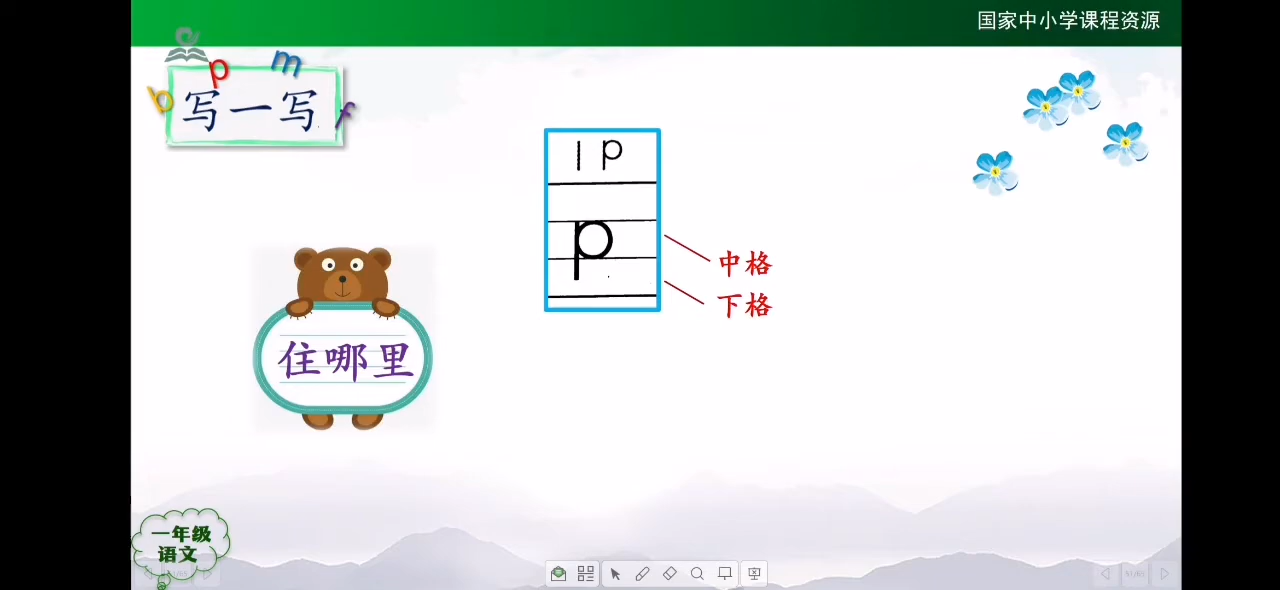 国家中小学课程资源
b p m f
写一写
l p
p
中格
下格
住哪里
一年级
语文